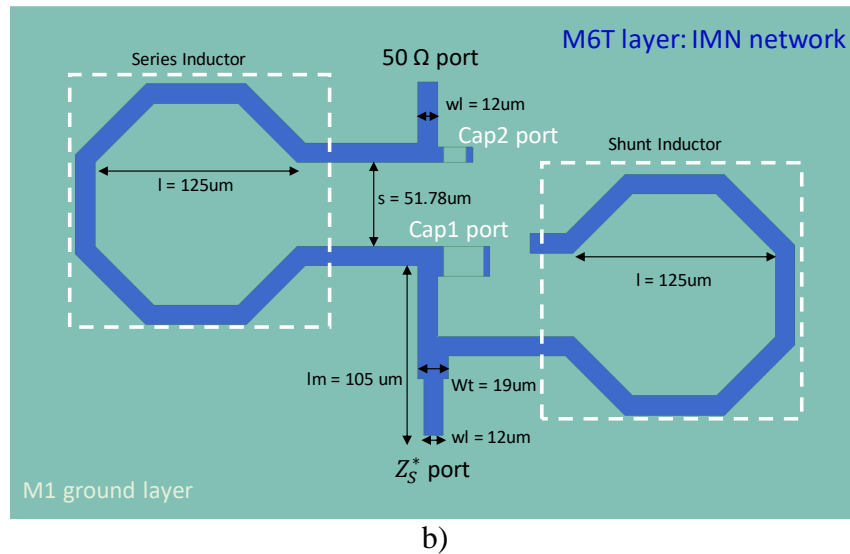 M6T layer: IMN network
Series Inductor
50 Ω port
wl = 12um
Cap2 port
Shunt Inductor
l = 125um
s = 51.78um
Cap1 port
l = 125um
lm = 105 um
Wt = 19um
wl = 12um
Z_S^* port
M1 ground layer
b)